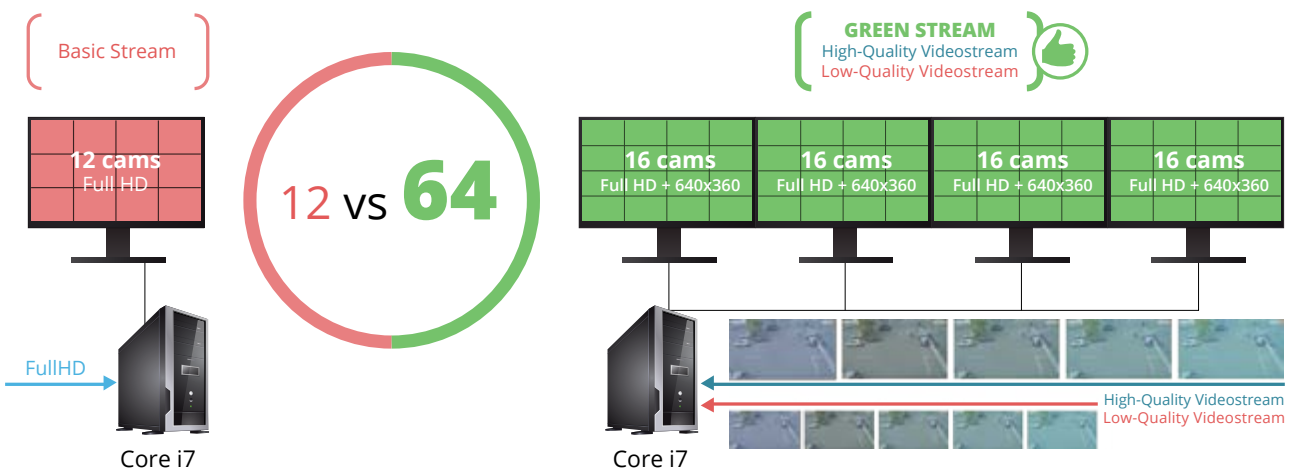 Basic Stream
GREEN STREAM
High-Quality Videostream
Low-Quality Videostream
12 cams
Full HD
12 vs 64
16 cams
Full HD + 640x360
16 cams
Full HD + 640x360
16 cams
Full HD + 640x360
16 cams
Full HD + 640x360
FullHD
High-Quality Videostream
Low-Quality Videostream
Core i7
Core i7